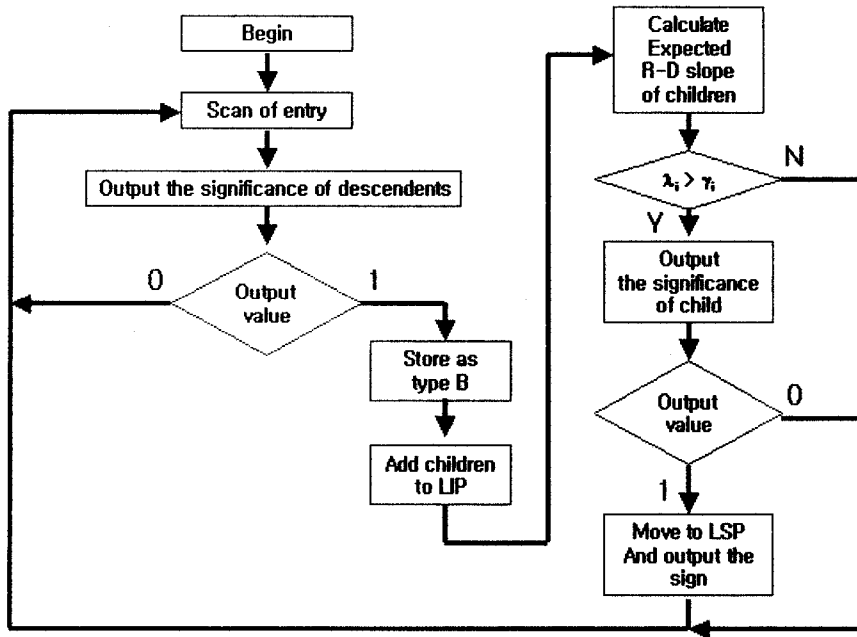 Begin
Scan of entry
Output the significance of descendents
0
Output
value
1
Store as
type B
Add children
to LIP
Calculate
Expected
R-D slope
of children
λᵢ > γᵢ
N
Y
Output
the significance
of child
Output
value
0
1
Move to LSP
And output the
sign